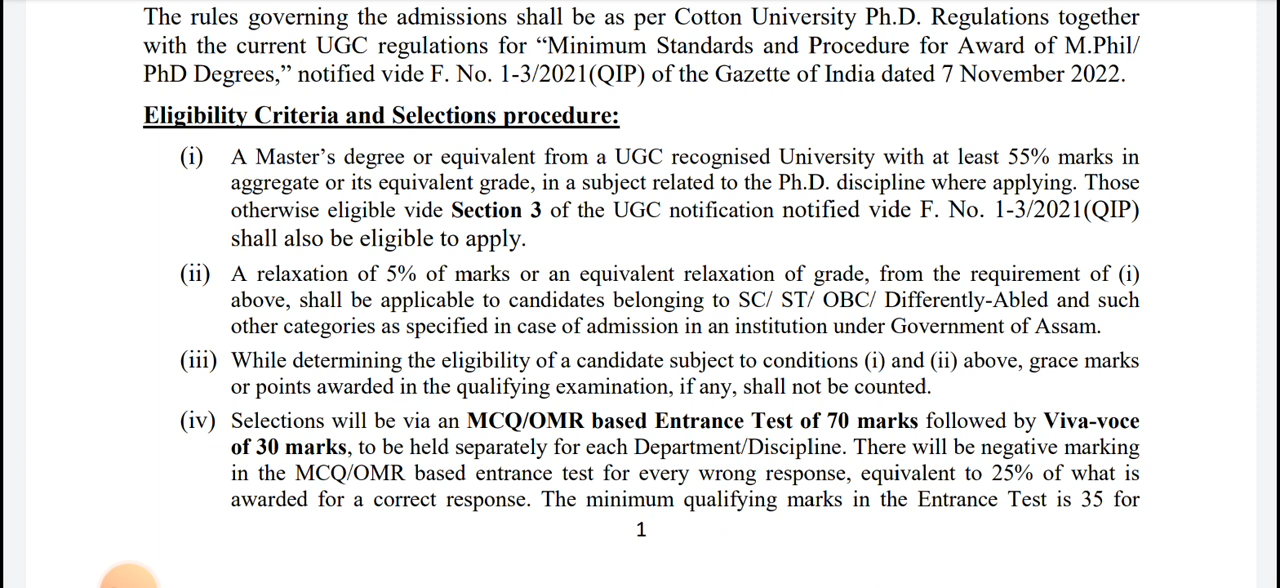 The rules governing the admissions shall be as per Cotton University Ph.D. Regulations together
with the current UGC regulations for “Minimum Standards and Procedure for Award of M.Phil/
PhD Degrees,” notified vide F. No. 1-3/2021(QIP) of the Gazette of India dated 7 November 2022.
Eligibility Criteria and Selections procedure:
(i) A Master’s degree or equivalent from a UGC recognised University with at least 55% marks in
aggregate or its equivalent grade, in a subject related to the Ph.D. discipline where applying. Those
otherwise eligible vide Section 3 of the UGC notification notified vide F. No. 1-3/2021(QIP)
shall also be eligible to apply.
(ii) A relaxation of 5% of marks or an equivalent relaxation of grade, from the requirement of (i)
above, shall be applicable to candidates belonging to SC/ ST/ OBC/ Differently-Abled and such
other categories as specified in case of admission in an institution under Government of Assam.
(iii) While determining the eligibility of a candidate subject to conditions (i) and (ii) above, grace marks
or points awarded in the qualifying examination, if any, shall not be counted.
(iv) Selections will be via an MCQ/OMR based Entrance Test of 70 marks followed by Viva-voce
of 30 marks, to be held separately for each Department/Discipline. There will be negative marking
in the MCQ/OMR based entrance test for every wrong response, equivalent to 25% of what is
awarded for a correct response. The minimum qualifying marks in the Entrance Test is 35 for
1